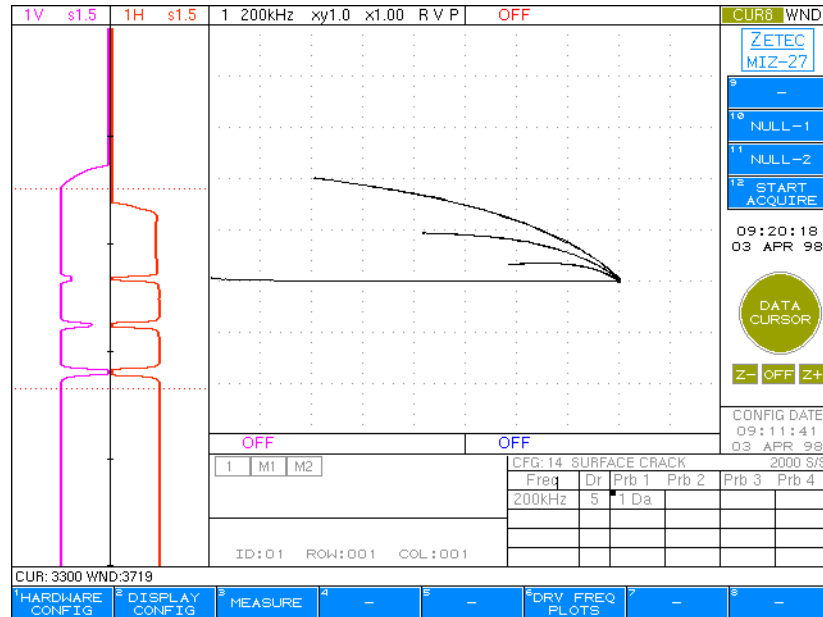 1V s1.5 1H s1.5 1 200kHz xy1.0 x1.00 R V P OFF CUR8 WND
ZETEC
MIZ-27
9 -
10 NULL-1
11 NULL-2
12 START
ACQUIRE
09:20:18
03 APR 98
DATA
CURSOR
Z- OFF Z+
CONFIG DATE
09:11:41
03 APR 98
OFF OFF
1 M1 M2
CFG: 14 SURFACE CRACK 2000 S/S
Freq Dr Prb 1 Prb 2 Prb 3 Prb 4
200kHz 5 1 Da
ID:01 ROW:001 COL:001
CUR: 3300 WND:3719
1 HARDWARE
CONFIG
2 DISPLAY
CONFIG
3 MEASURE
4 -
5 -
6 DRV FREQ
PLOTS
7 -
8 -